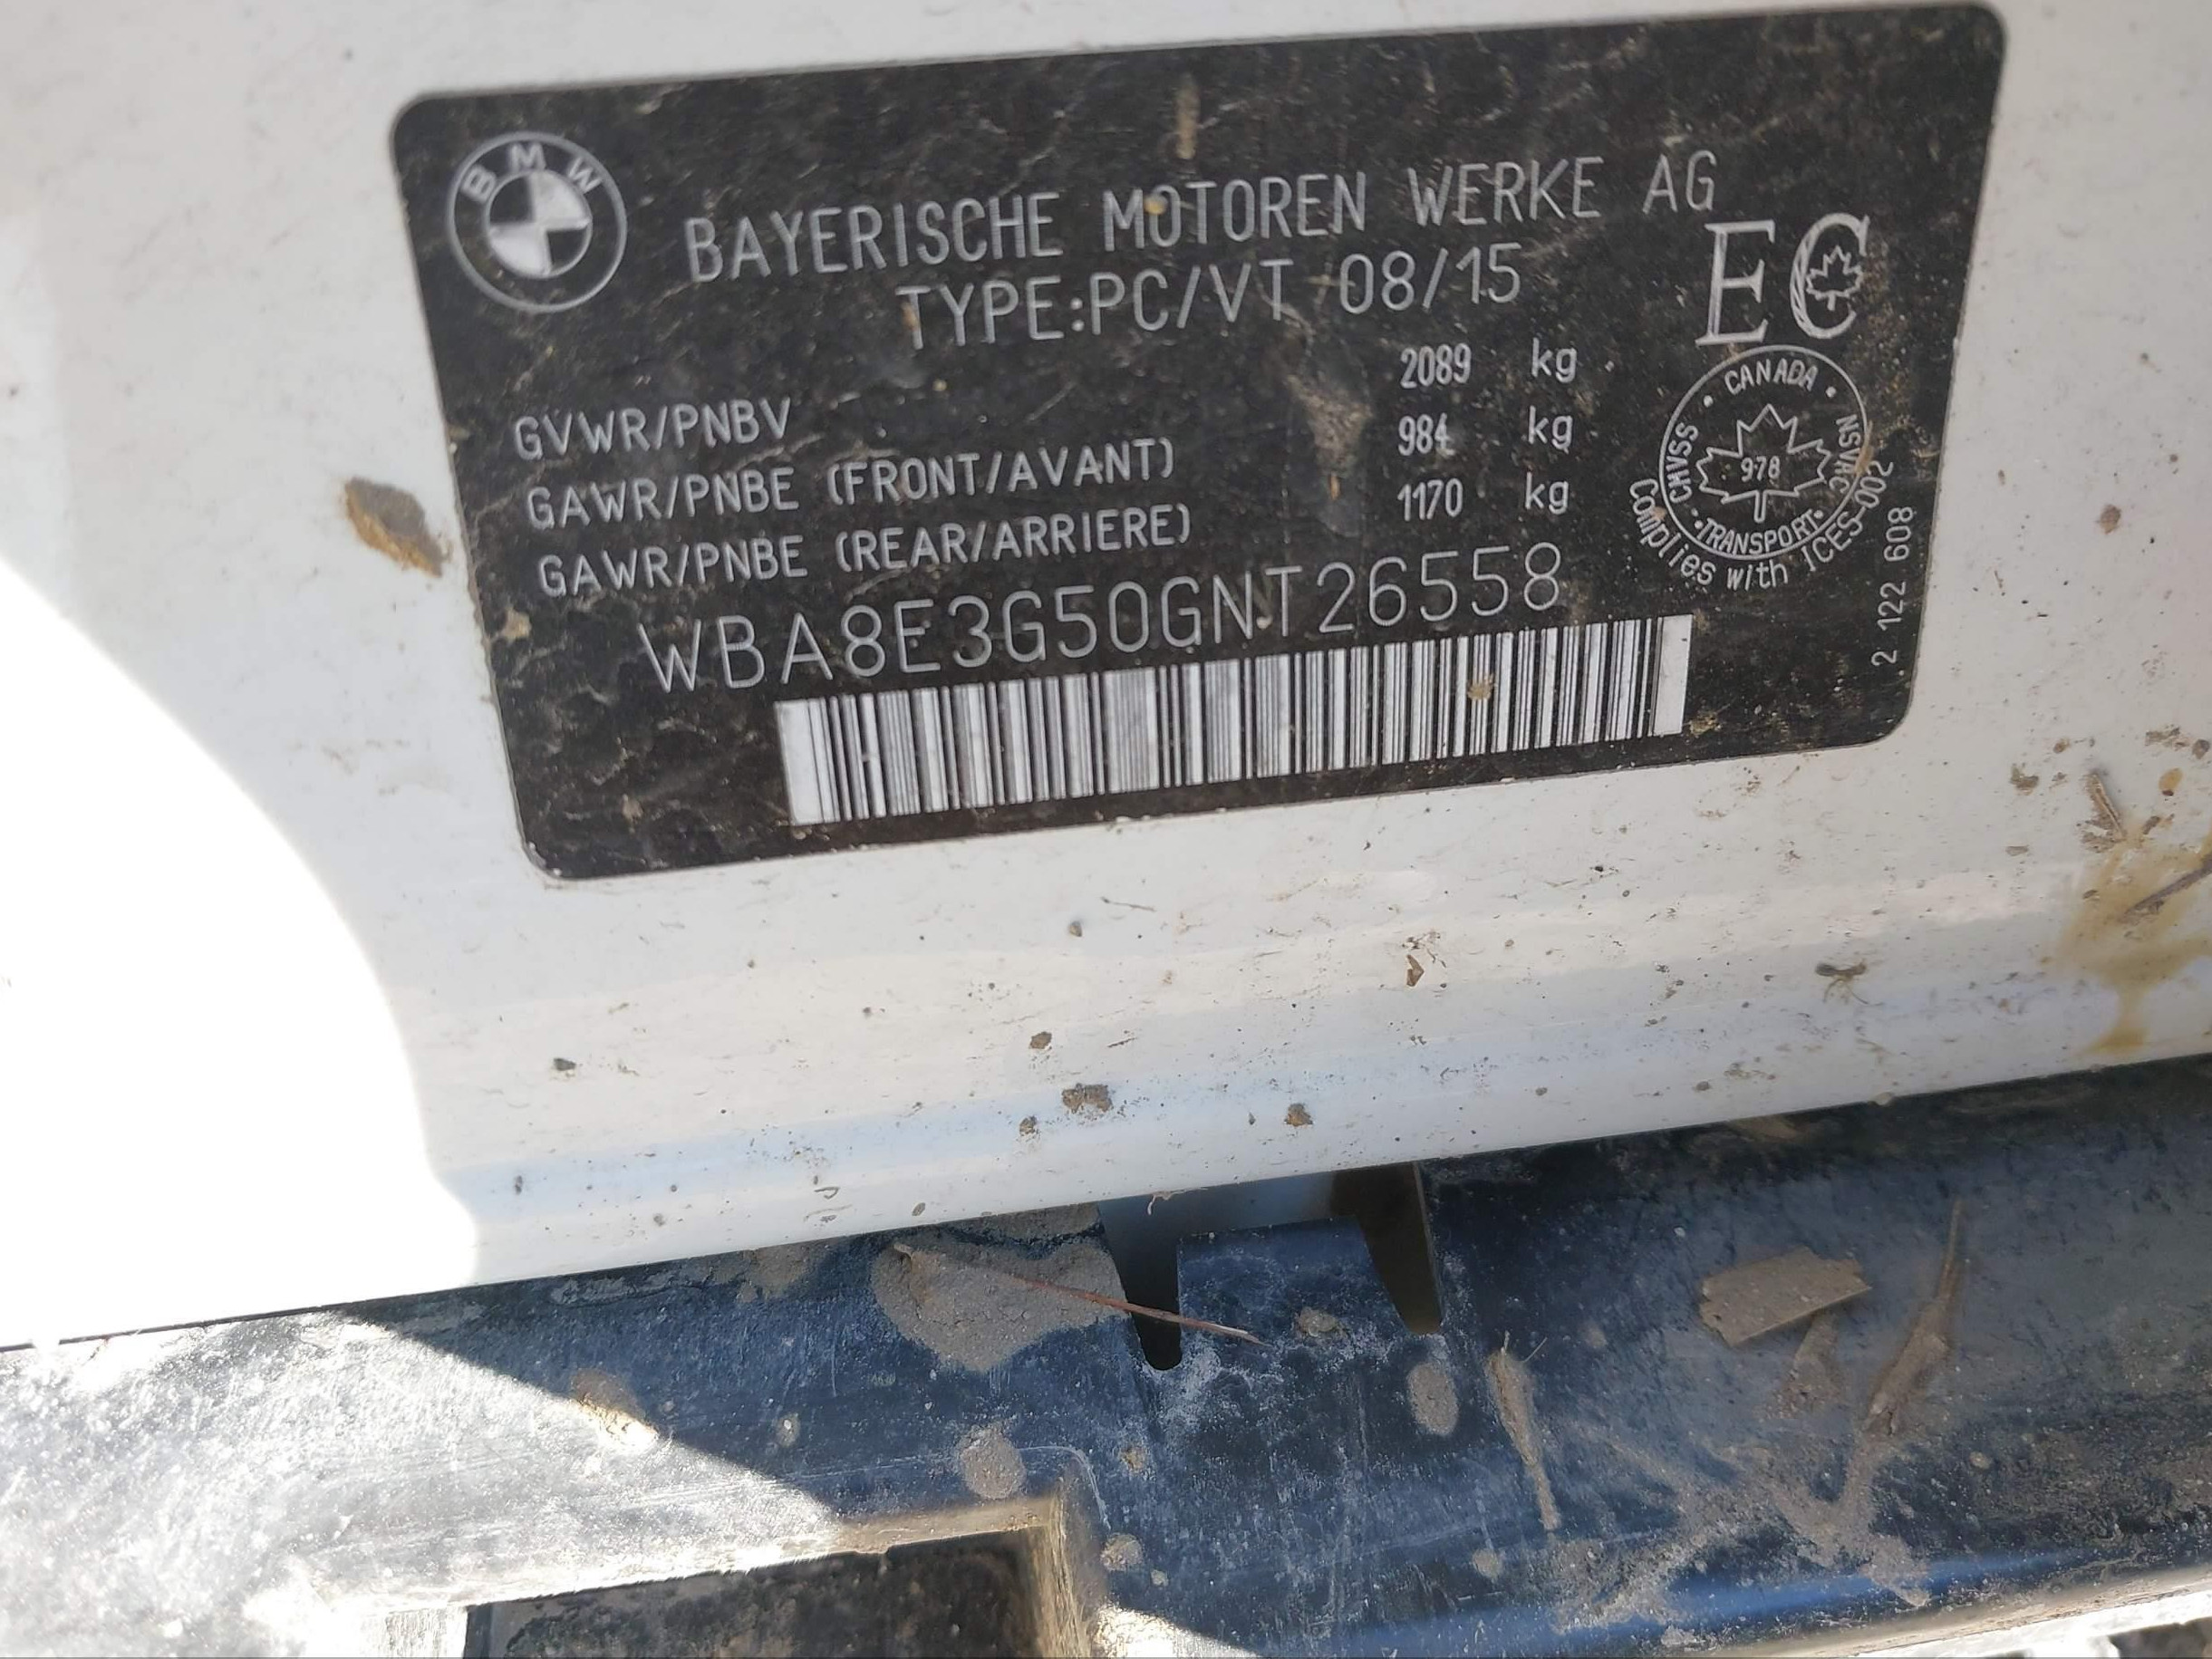 BMW
BAYERISCHE MOTOREN WERKE AG
TYPE:PC/VT 08/15
EC
GVWR/PNBV 2089 kg
GAWR/PNBE (FRONT/AVANT) 984 kg
GAWR/PNBE (REAR/ARRIERE) 1170 kg
WBA8E3G50GNT26558
CANADA
CMVSS
NSVAC
978
TRANSPORT
Complies with ICES-002
2 122 608